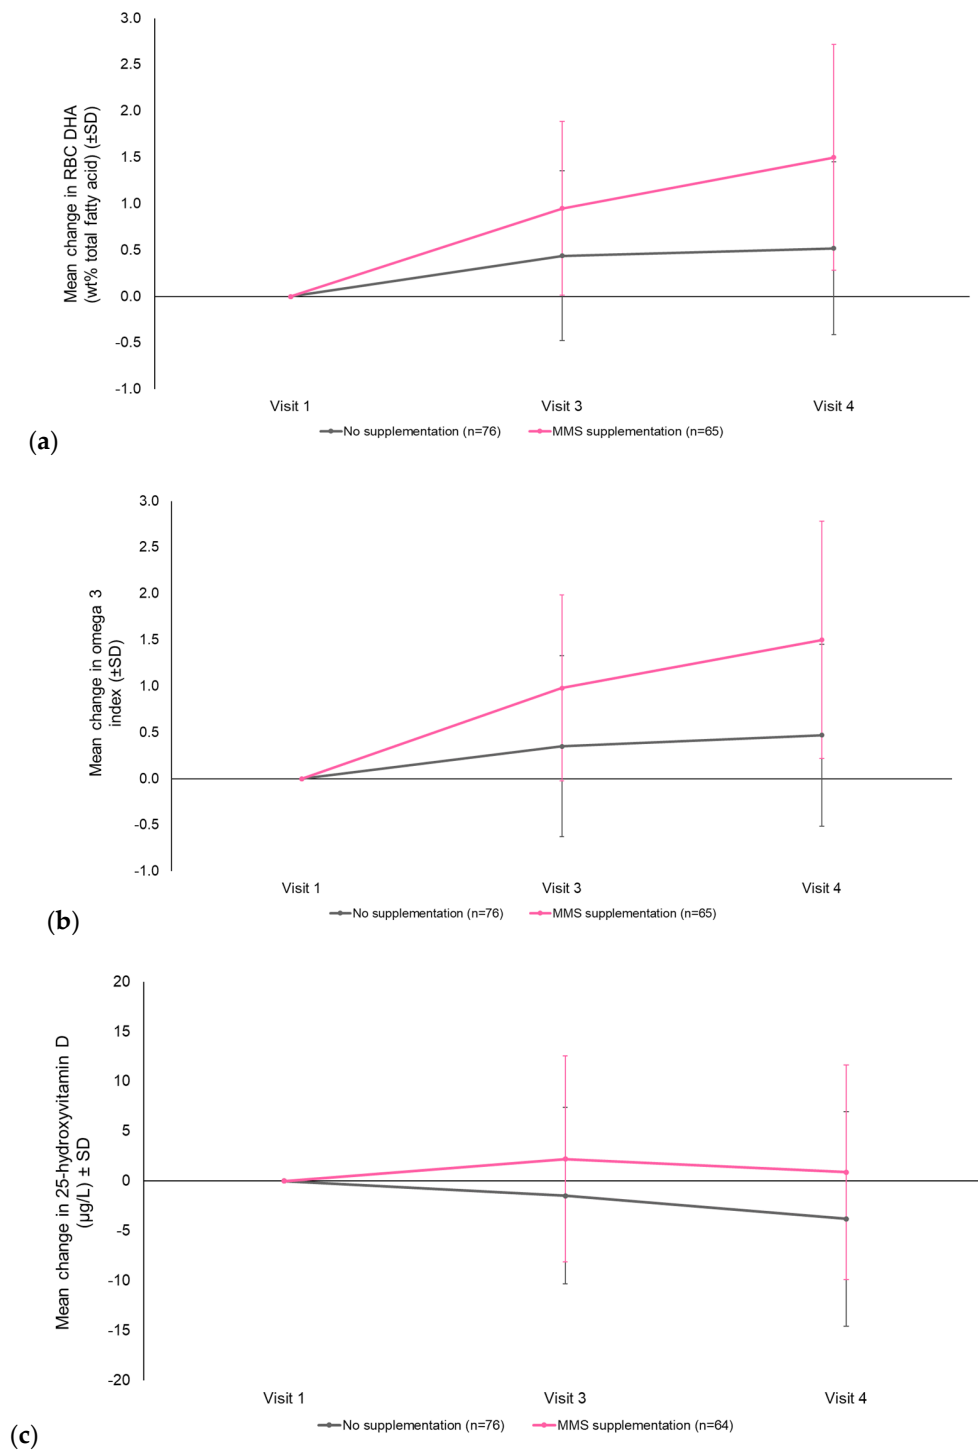 3.0
2.5
2.0
1.5
1.0
0.5
0.0
-0.5
-1.0
Mean change in RBC DHA
(wt% total fatty acid) (±SD)
Visit 1 Visit 3 Visit 4
No supplementation (n=76) MMS supplementation (n=65)
(a)
3.0
2.5
2.0
1.5
1.0
0.5
0.0
-0.5
-1.0
Mean change in omega 3
index (±SD)
Visit 1 Visit 3 Visit 4
No supplementation (n=76) MMS supplementation (n=65)
(b)
20
15
10
5
0
-5
-10
-15
-20
Mean change in 25-hydroxyvitamin D
(µg/L) ± SD
Visit 1 Visit 3 Visit 4
No supplementation (n=76) MMS supplementation (n=64)
(c)